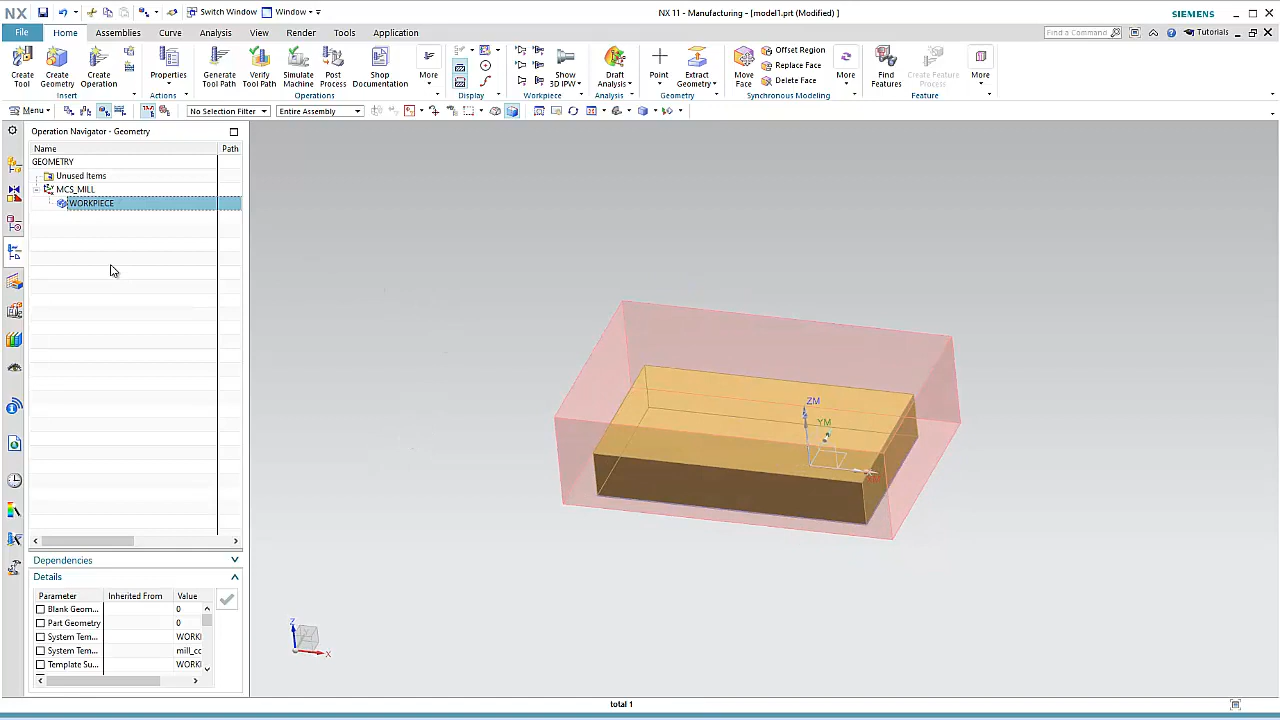 NX
Switch Window
Window
NX 11 - Manufacturing - [model1.prt (Modified) ]
SIEMENS
File
Home
Assemblies
Curve
Analysis
View
Render
Tools
Application
Find a Command
Tutorials
Create Tool
Create Geometry
Create Operation
Properties
Generate Tool Path
Verify Tool Path
Simulate Machine
Post Process
Shop Documentation
More
Show 3D IPW
Draft Analysis
Point
Extract Geometry
Move Face
Offset Region
Replace Face
Delete Face
More
Find Features
Create Feature Process
More
Insert
Actions
Operations
Display
Workpiece
Analysis
Geometry
Synchronous Modeling
Feature
Menu
No Selection Filter
Entire Assembly
Operation Navigator - Geometry
Name
Path
GEOMETRY
Unused Items
MCS_MILL
WORKPIECE
ZM
YM
XM
Dependencies
Details
Parameter
Inherited From
Value
Blank Geom...
0
Part Geometry
0
System Tem...
WORKI
System Tem...
mill_cc
Template Su...
WORKI
Z
X
total 1